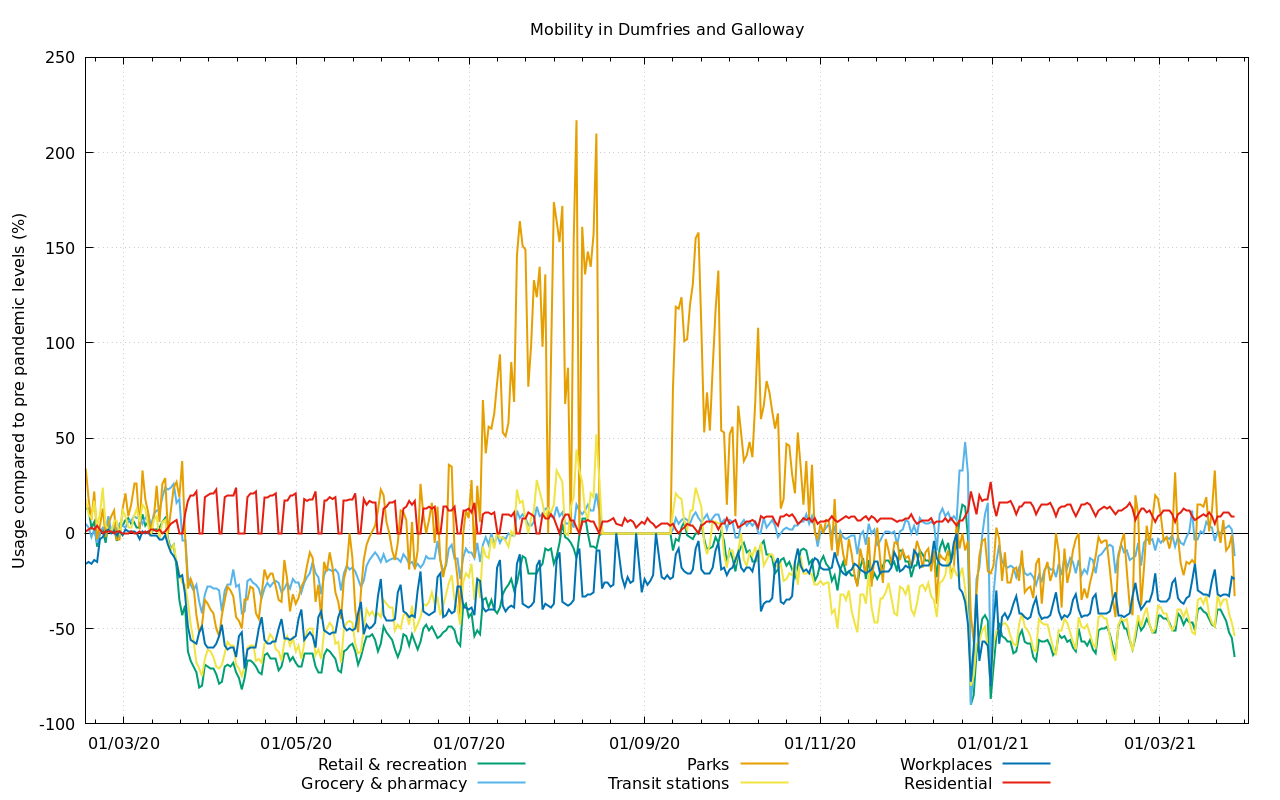 Mobility in Dumfries and Galloway
Usage compared to pre pandemic levels (%)
250
200
150
100
50
0
-50
-100
01/03/20 01/05/20 01/07/20 01/09/20 01/11/20 01/01/21 01/03/21
Retail & recreation Parks Workplaces
Grocery & pharmacy Transit stations Residential